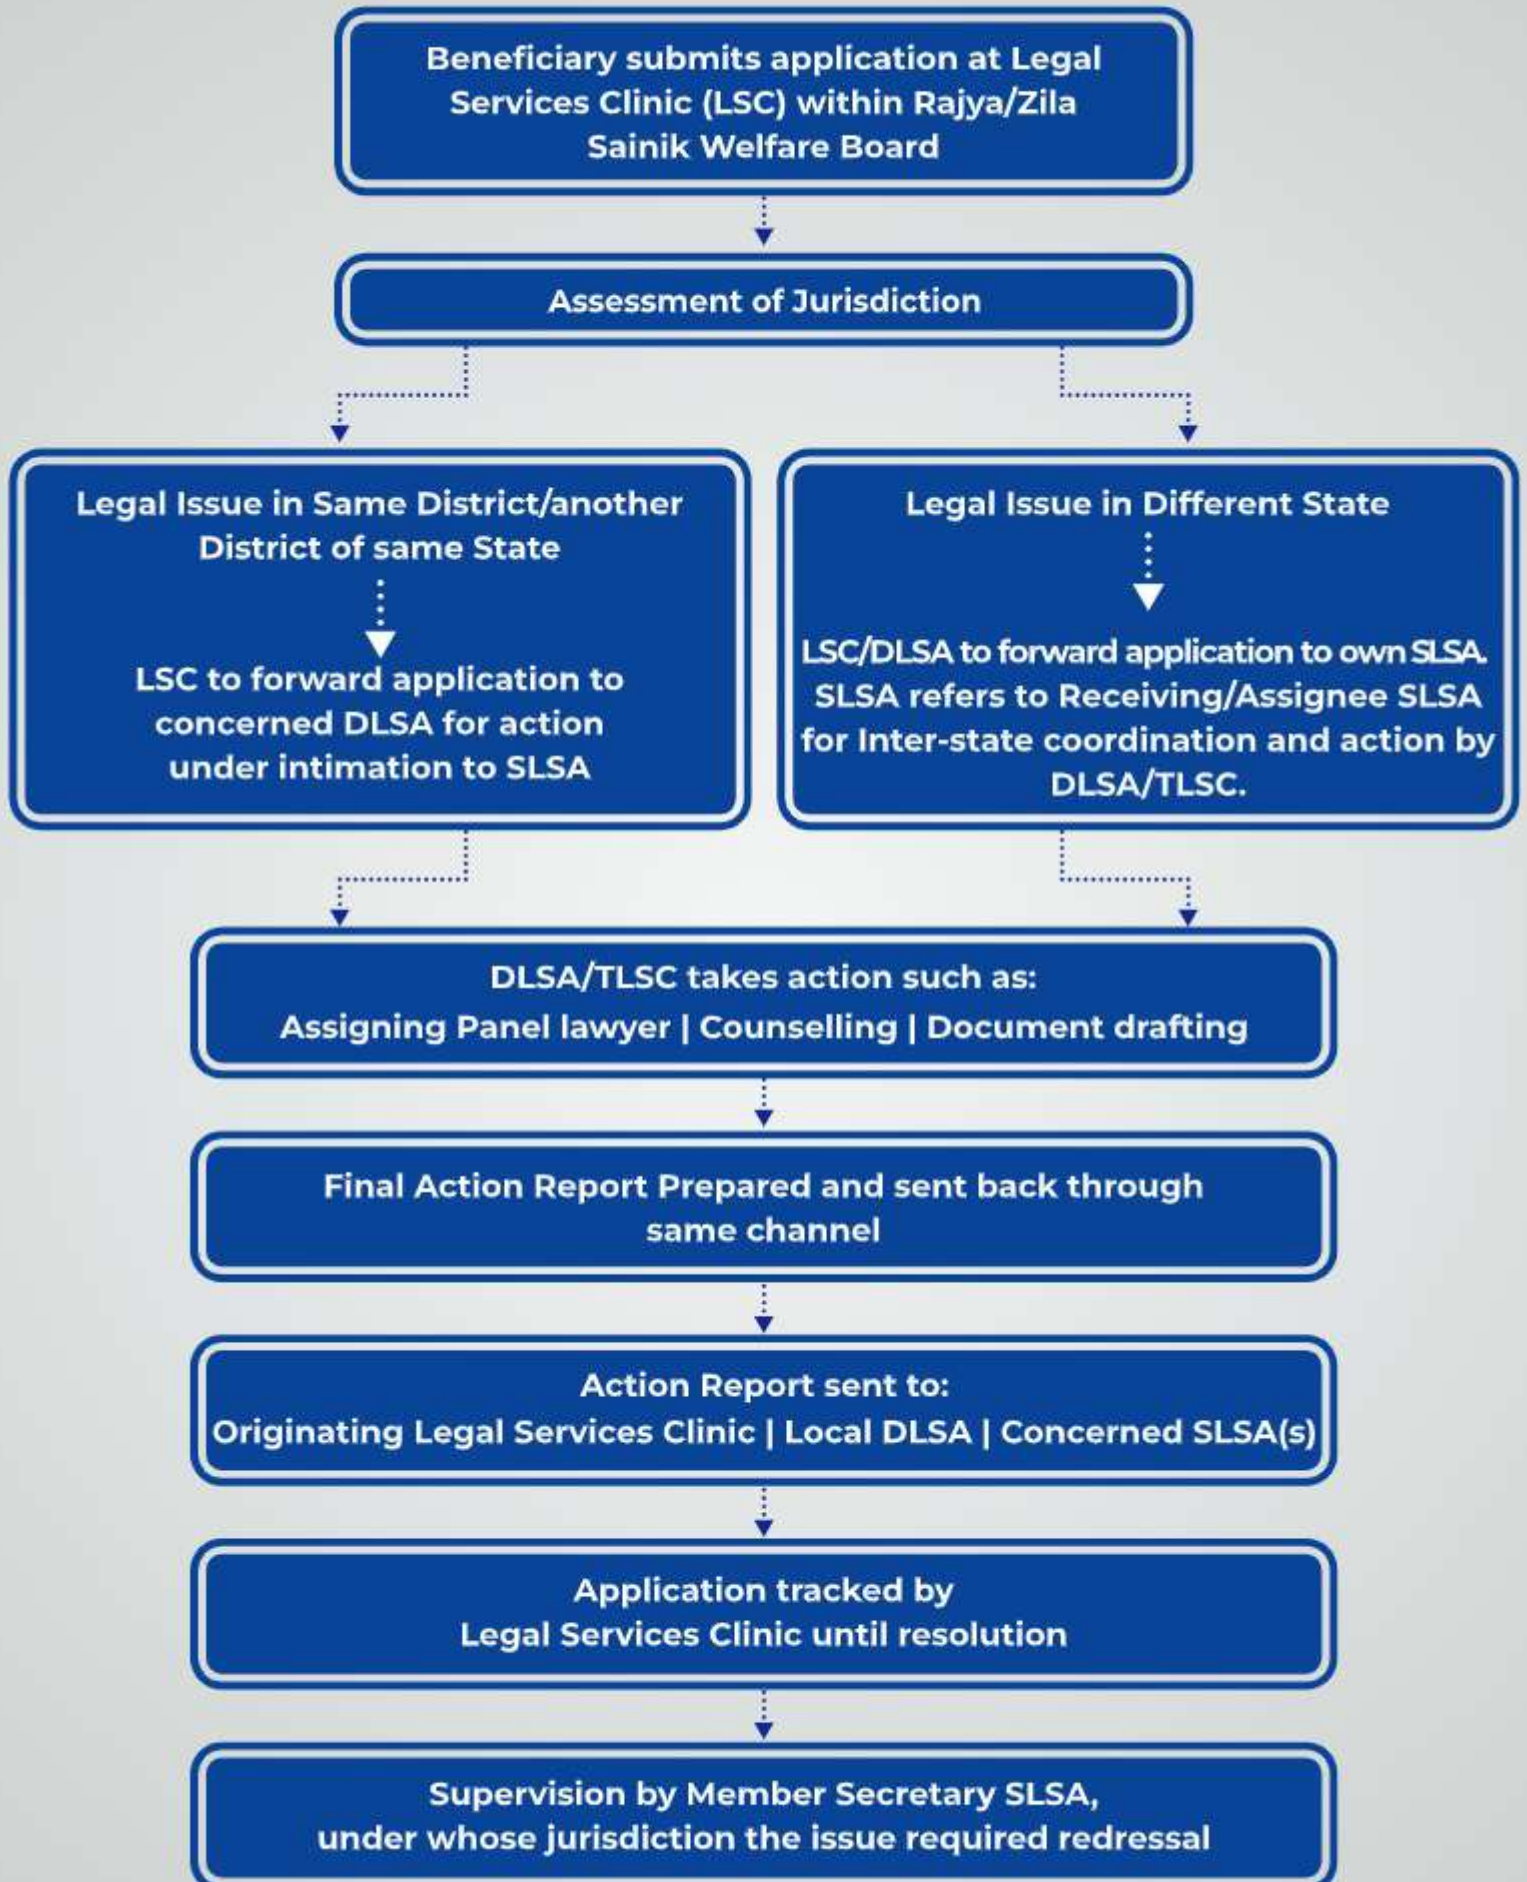 Beneficiary submits application at Legal
Services Clinic (LSC) within Rajya/Zila
Sainik Welfare Board
Assessment of Jurisdiction
Legal Issue in Same District/another
District of same State
LSC to forward application to
concerned DLSA for action
under intimation to SLSA
Legal Issue in Different State
LSC/DLSA to forward application to own SLSA.
SLSA refers to Receiving/Assignee SLSA
for Inter-state coordination and action by
DLSA/TLSC.
DLSA/TLSC takes action such as:
Assigning Panel lawyer | Counselling | Document drafting
Final Action Report Prepared and sent back through
same channel
Action Report sent to:
Originating Legal Services Clinic | Local DLSA | Concerned SLSA(s)
Application tracked by
Legal Services Clinic until resolution
Supervision by Member Secretary SLSA,
under whose jurisdiction the issue required redressal